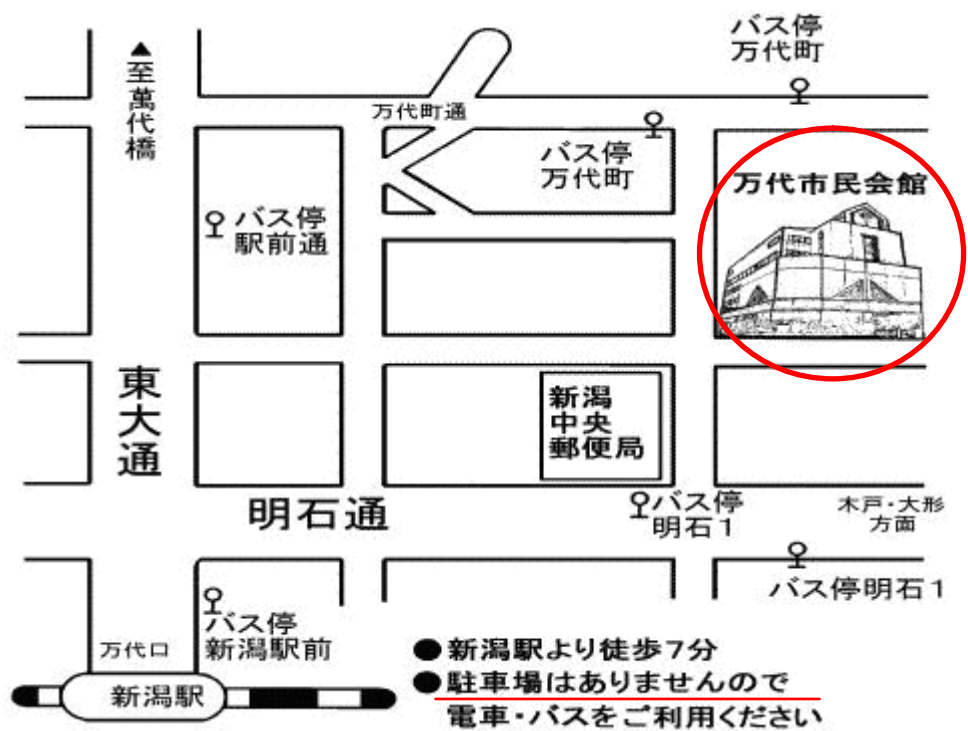 バス停
万代町
▲至萬代橋
万代町通
バス停
万代町
万代市民会館
バス停
駅前通
東大通
新潟
中央
郵便局
明石通
バス停
明石1
木戸・大形
方面
バス停明石1
バス停
新潟駅前
万代口
新潟駅
●新潟駅より徒歩7分
●駐車場はありませんので
電車・バスをご利用ください